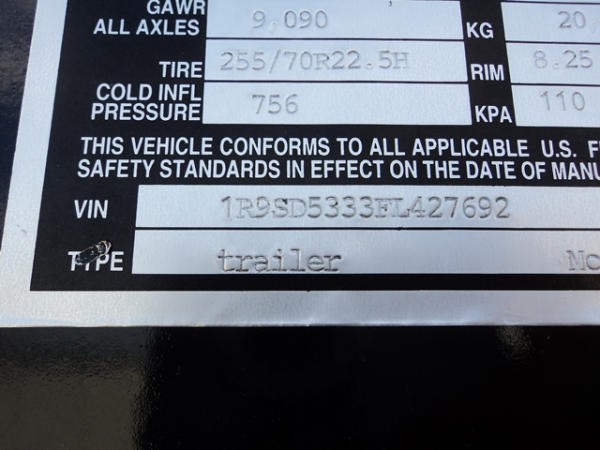 GAWR
ALL AXLES 9,090 KG 20,
TIRE 255/70R22.5H RIM 8.25
COLD INFL
PRESSURE 756 KPA 110
THIS VEHICLE CONFORMS TO ALL APPLICABLE U.S. F
SAFETY STANDARDS IN EFFECT ON THE DATE OF MANU
VIN 1R9SD5333FL427692
TYPE trailer